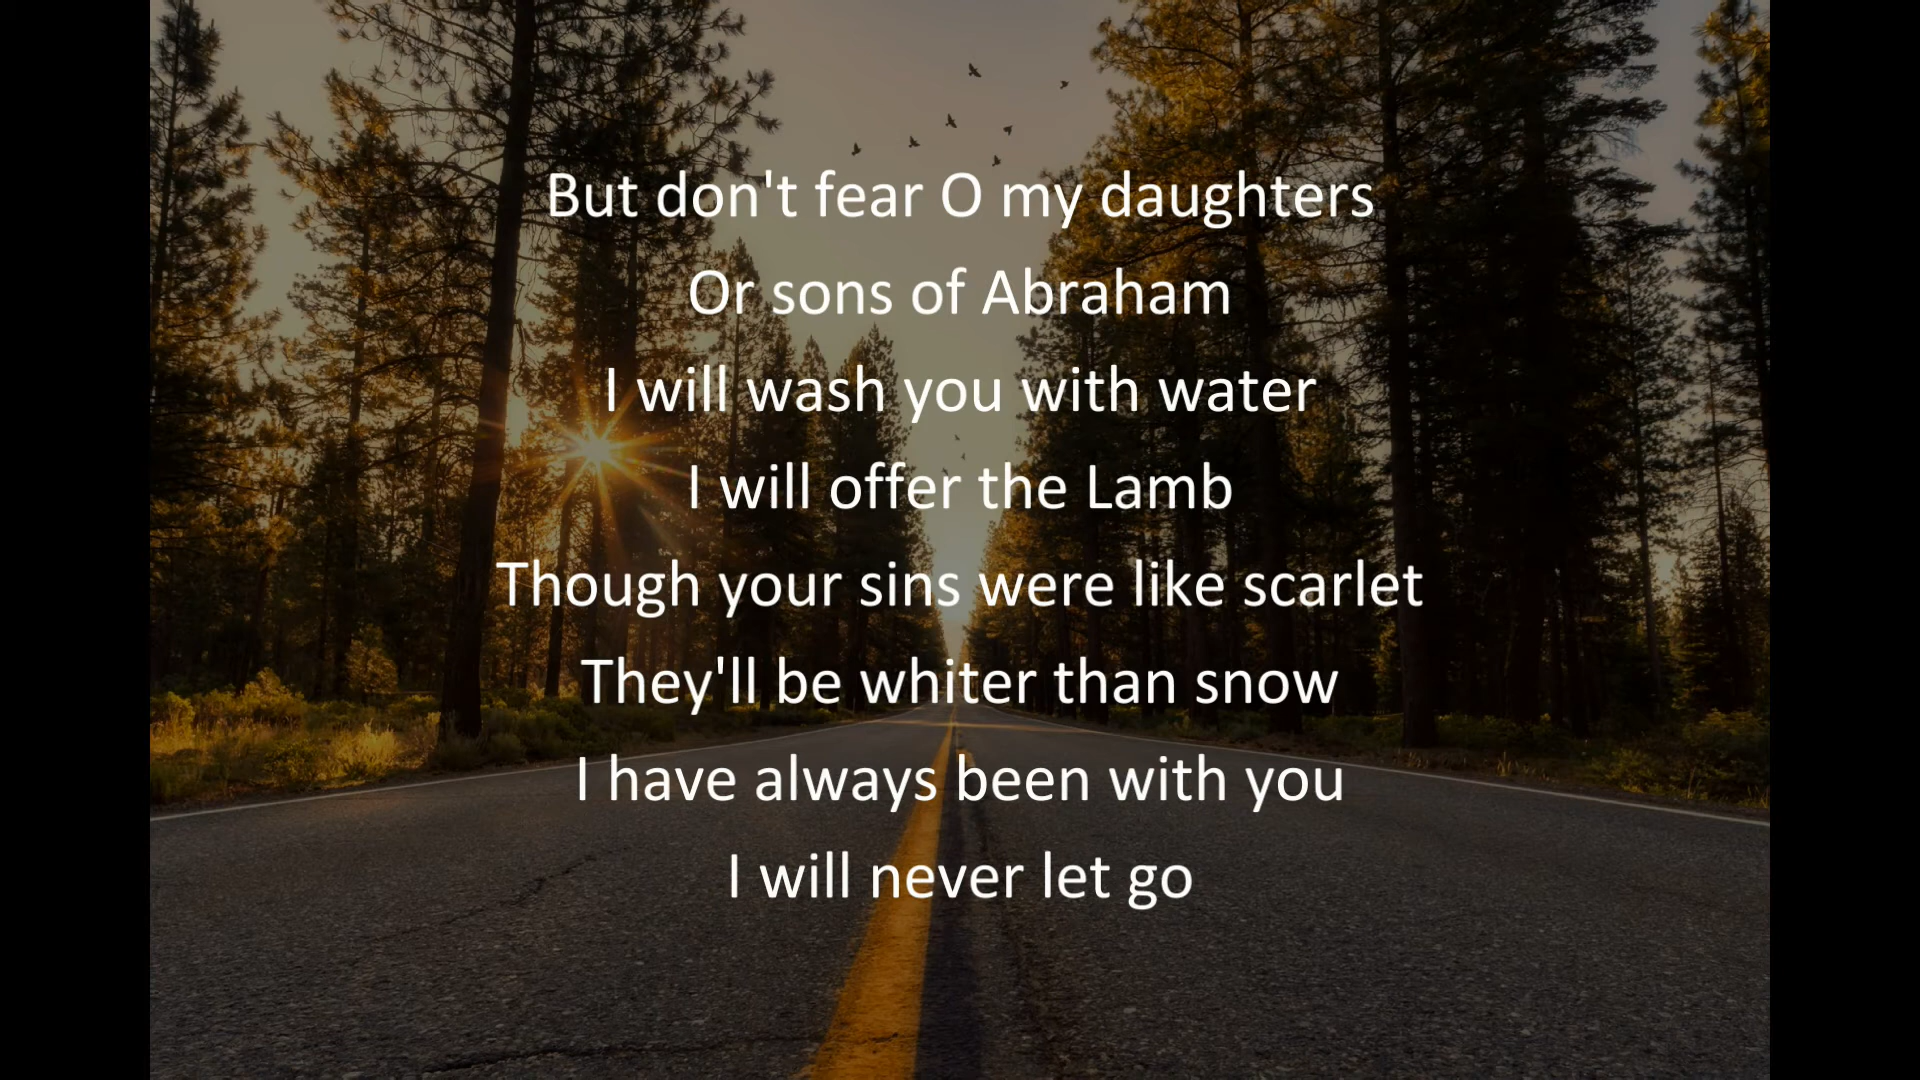 But don't fear O my daughters
Or sons of Abraham
I will wash you with water
I will offer the Lamb
Though your sins were like scarlet
They'll be whiter than snow
I have always been with you
I will never let go